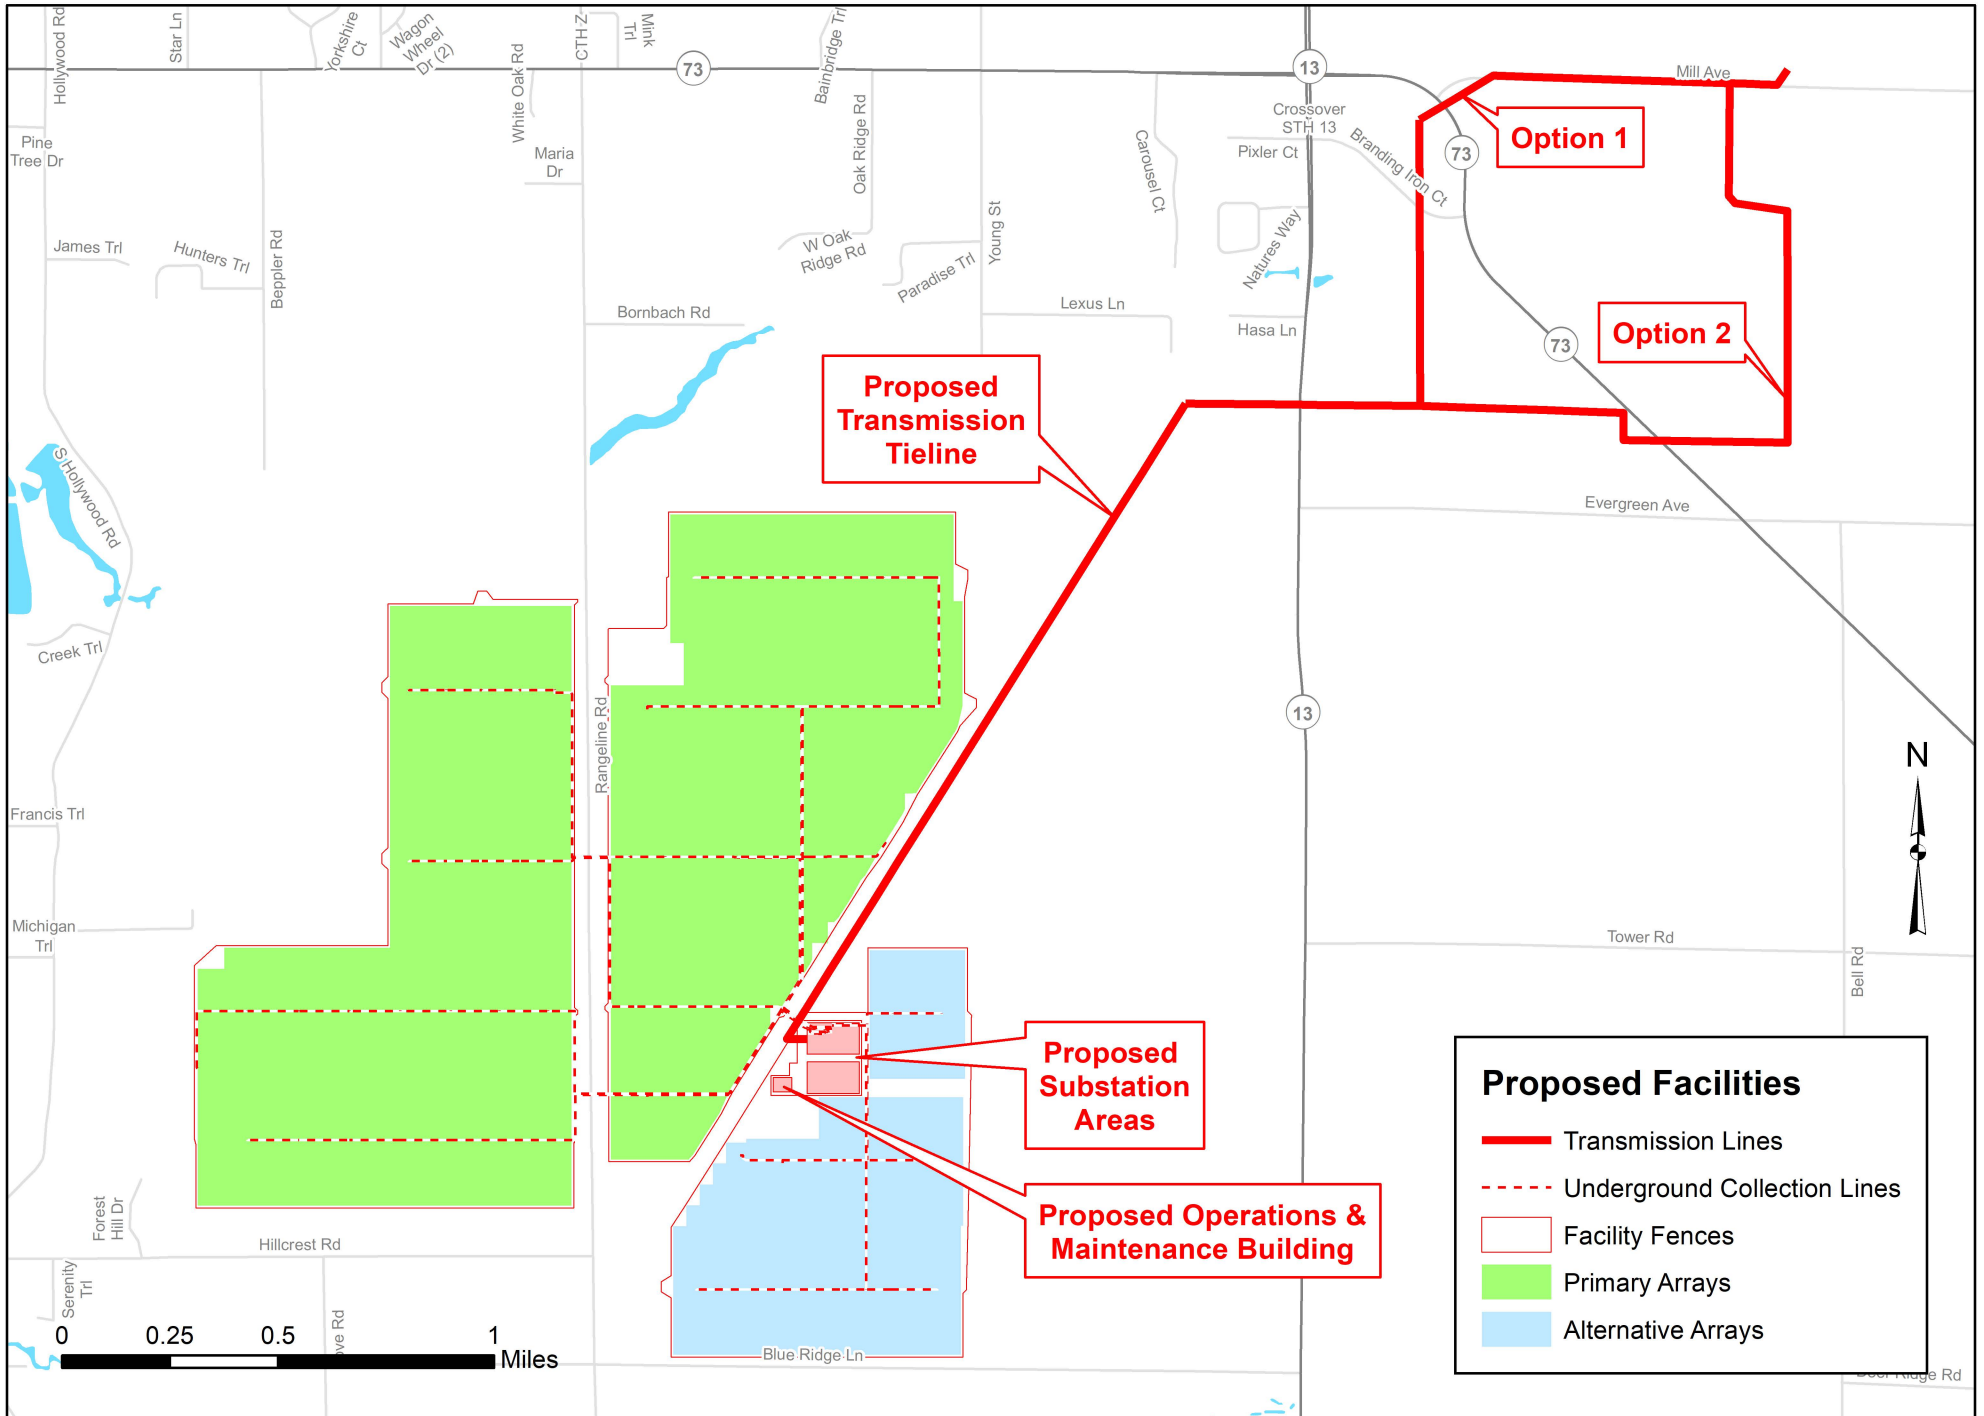 Hollywood Rd
Star Ln
Yorkshire
Ct
Wagon
Wheel
Dr (2)
White Oak Rd
CTH Z
Mink
Trl
73
Bainbridge Trl
Oak Ridge Rd
13
Mill Ave
Crossover
STH 13
Pixler Ct
Branding Iron Ct
73
Option 1
Pine
Tree Dr
Maria
Dr
Carousel Ct
James Trl
Hunters Trl
Beppler Rd
W Oak
Ridge Rd
Paradise Trl
Young St
Natures Way
Bornbach Rd
Lexus Ln
Hasa Ln
73
Option 2
Proposed
Transmission
Tieline
S Hollywood Rd
Evergreen Ave
Creek Trl
Rangeline Rd
13
N
Francis Trl
Michigan
Trl
Tower Rd
Bell Rd
Proposed
Substation
Areas
Proposed Operations &
Maintenance Building
Forest
Hill Dr
Hillcrest Rd
Serenity
Trl
ove Rd
Blue Ridge Ln
0 0.25 0.5 1
Miles
Proposed Facilities
Transmission Lines
Underground Collection Lines
Facility Fences
Primary Arrays
Alternative Arrays
Ridge Rd